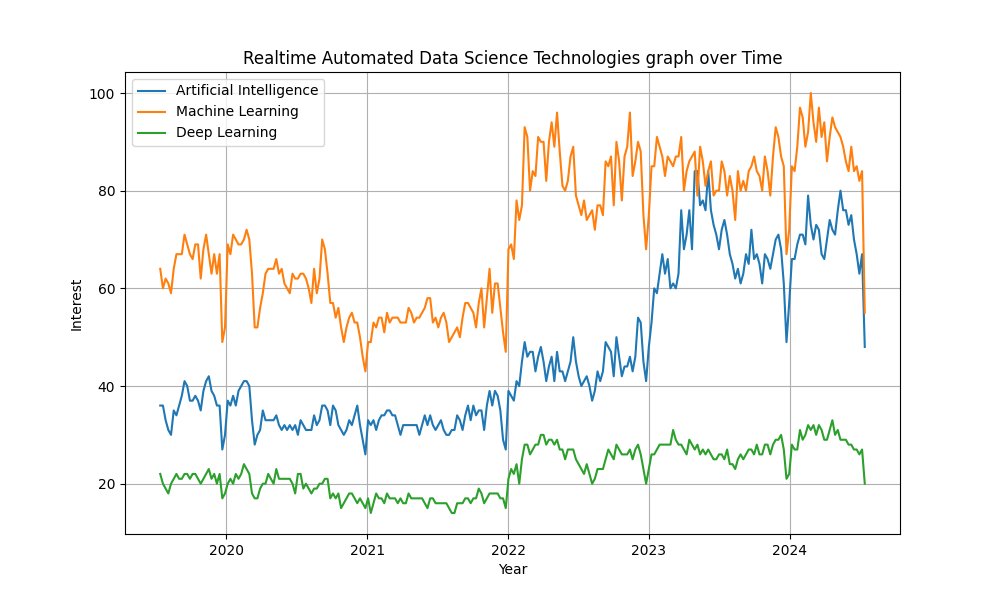 Realtime Automated Data Science Technologies graph over Time
Artificial Intelligence
Machine Learning
Deep Learning
100
80
60
40
20
Interest
2020 2021 2022 2023 2024
Year